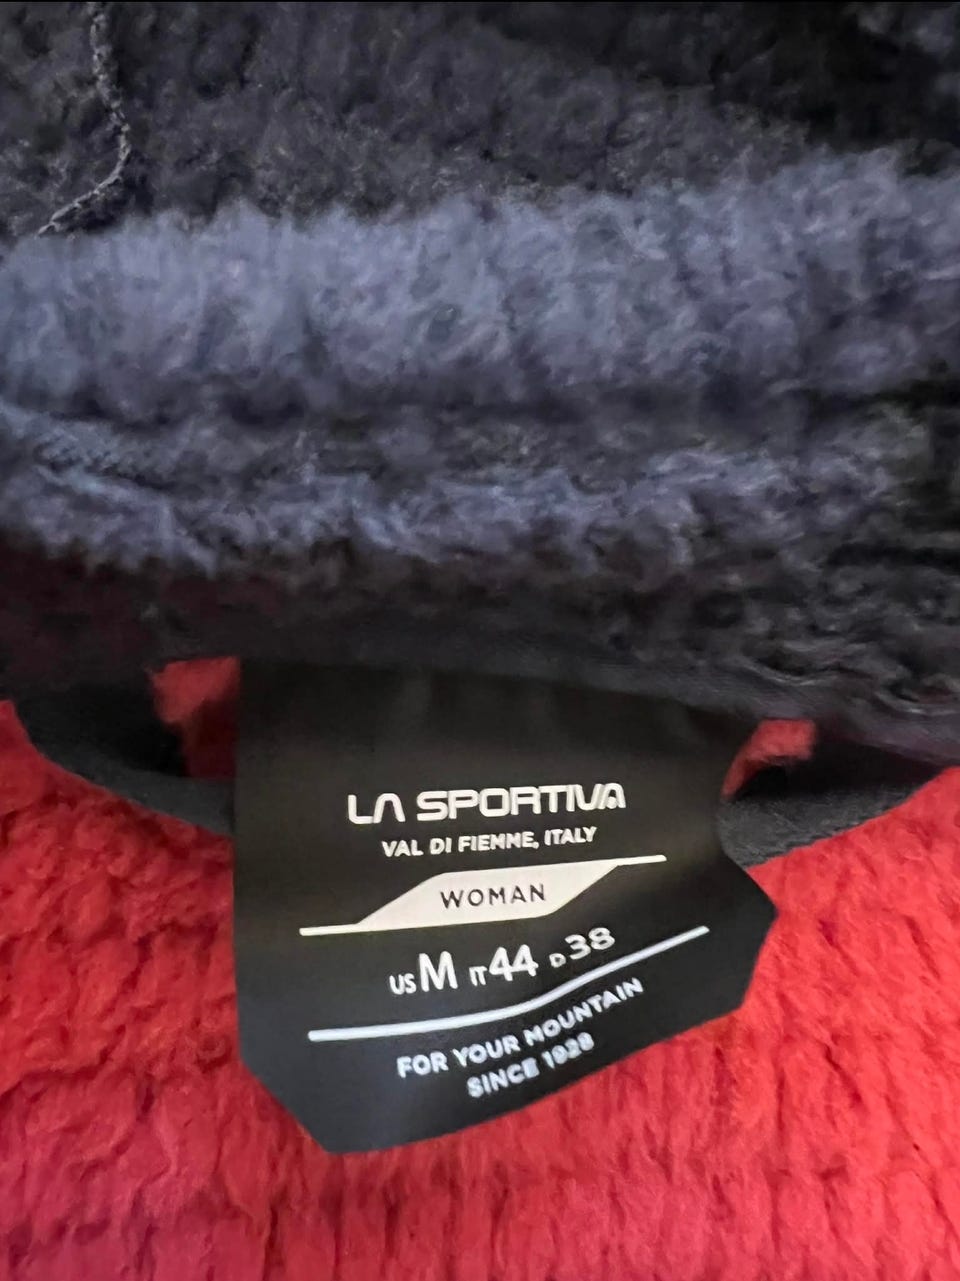 LA SPORTIVA
VAL DI FIEMME, ITALY
WOMAN
US M IT 44 D 38
FOR YOUR MOUNTAIN
SINCE 1928